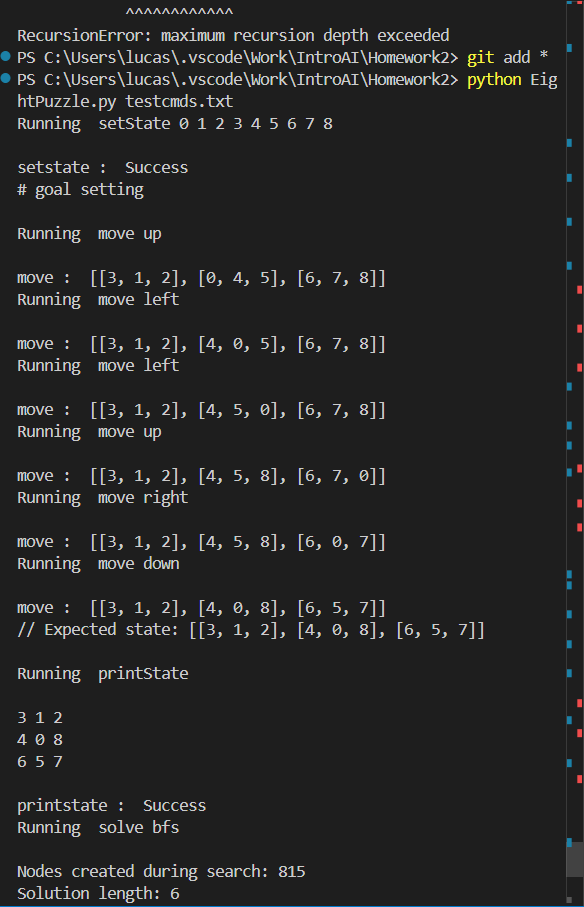 ^^^^^^^^^^^^
RecursionError: maximum recursion depth exceeded
PS C:\Users\lucas\.vscode\Work\IntroAI\Homework2> git add *
PS C:\Users\lucas\.vscode\Work\IntroAI\Homework2> python Eig
htPuzzle.py testcmds.txt
Running  setState 0 1 2 3 4 5 6 7 8
setstate :  Success
# goal setting
Running  move up
move :  [[3, 1, 2], [0, 4, 5], [6, 7, 8]]
Running  move left
move :  [[3, 1, 2], [4, 0, 5], [6, 7, 8]]
Running  move left
move :  [[3, 1, 2], [4, 5, 0], [6, 7, 8]]
Running  move up
move :  [[3, 1, 2], [4, 5, 8], [6, 7, 0]]
Running  move right
move :  [[3, 1, 2], [4, 5, 8], [6, 0, 7]]
Running  move down
move :  [[3, 1, 2], [4, 0, 8], [6, 5, 7]]
// Expected state: [[3, 1, 2], [4, 0, 8], [6, 5, 7]]
Running  printState
3 1 2
4 0 8
6 5 7
printstate :  Success
Running  solve bfs
Nodes created during search: 815
Solution length: 6